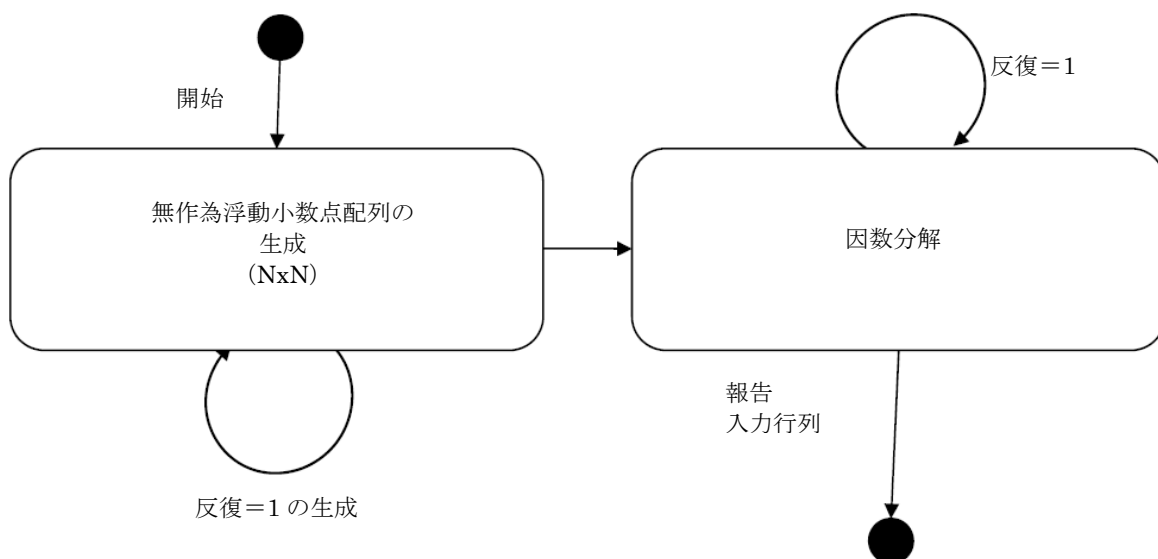 開始
無作為浮動小数点配列の
生成
（NxN）
反復＝1 の生成
反復＝1
因数分解
報告
入力行列